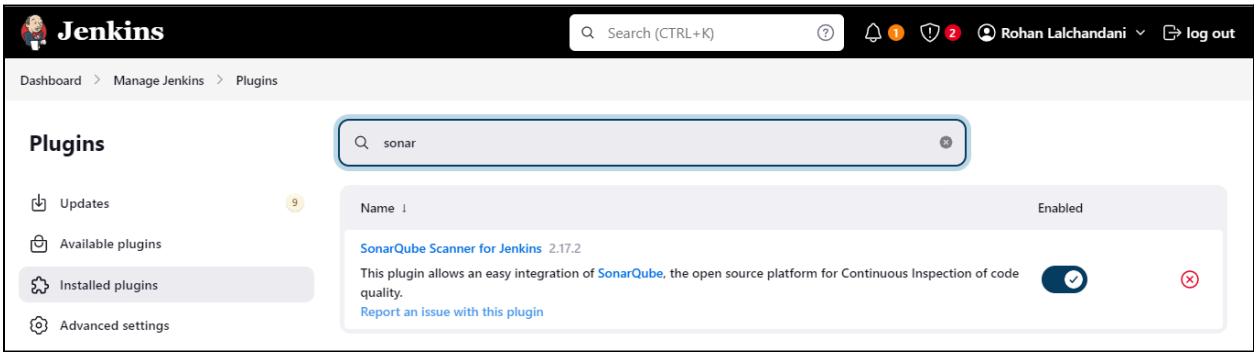 Jenkins
Search (CTRL+K)
?
1
2
Rohan Lalchandani
log out
Dashboard > Manage Jenkins > Plugins
Plugins
sonar
Updates 9
Available plugins
Installed plugins
Advanced settings
Name ↓ Enabled
SonarQube Scanner for Jenkins 2.17.2
This plugin allows an easy integration of SonarQube, the open source platform for Continuous Inspection of code
quality.
Report an issue with this plugin